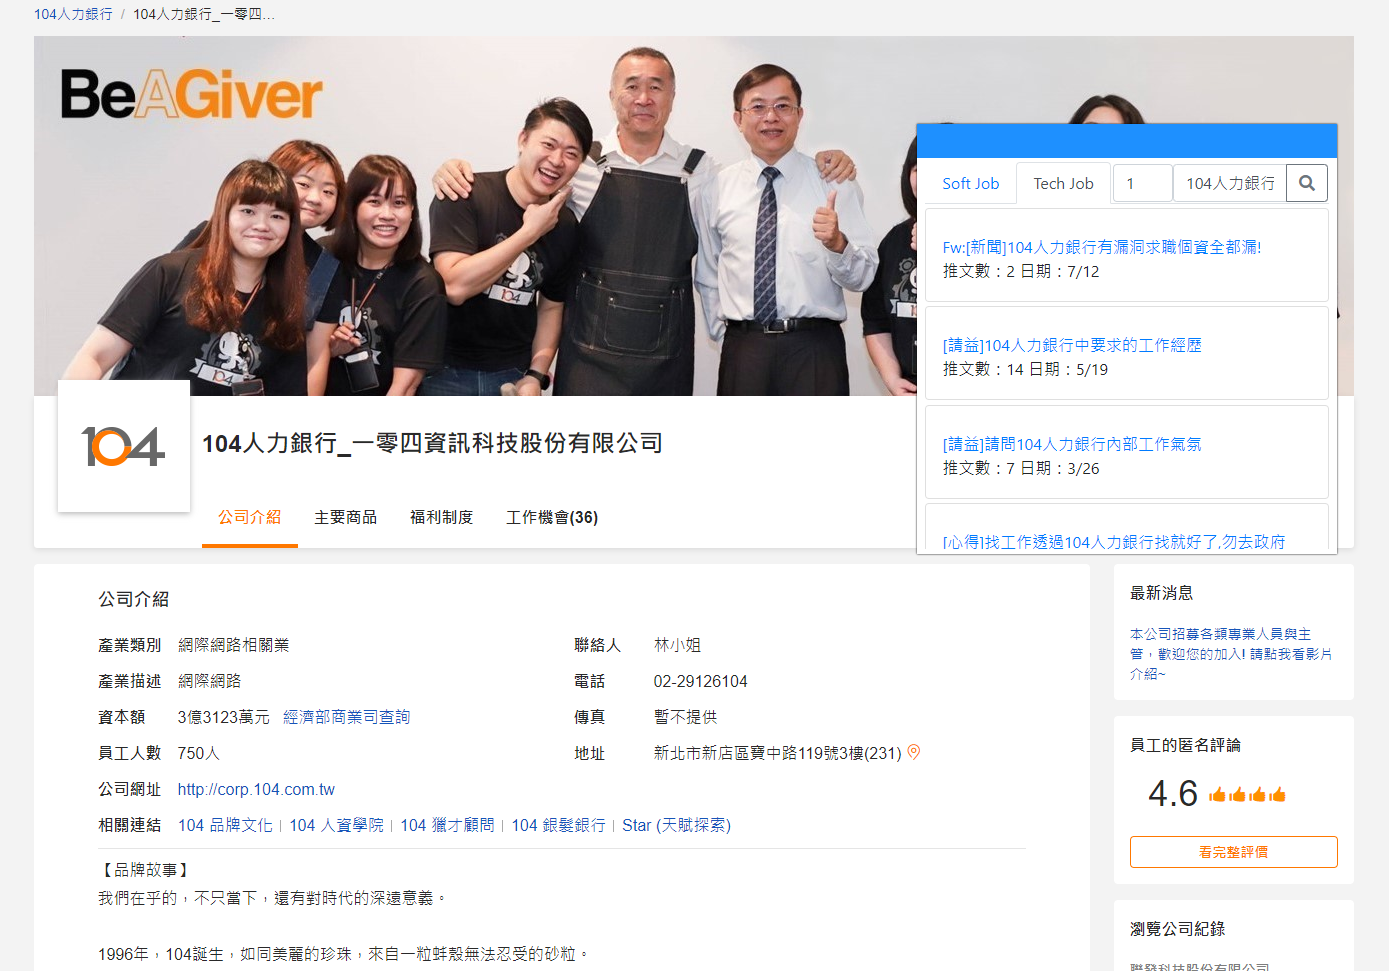 104人力銀行 / 104人力銀行_一零四...
BeAGiver
104
104
104
Soft Job Tech Job 1 104人力銀行
Fw:[新聞]104人力銀行有漏洞求職個資全都漏!
推文數：2 日期：7/12
[請益]104人力銀行中要求的工作經歷
推文數：14 日期：5/19
[請益]請問104人力銀行內部工作氣氛
推文數：7 日期：3/26
[心得]找工作透過104人力銀行找就好了,勿去政府
104
104人力銀行_一零四資訊科技股份有限公司
公司介紹 主要商品 福利制度 工作機會(36)
公司介紹
產業類別 網際網路相關業 聯絡人 林小姐
產業描述 網際網路 電話 02-29126104
資本額 3億3123萬元 經濟部商業司查詢 傳真 暫不提供
員工人數 750人 地址 新北市新店區寶中路119號3樓(231)
公司網址 http://corp.104.com.tw
相關連結 104 品牌文化 | 104 人資學院 | 104 獵才顧問 | 104 銀髮銀行 | Star (天賦探索)
【品牌故事】
我們在乎的，不只當下，還有對時代的深遠意義。
1996年，104誕生，如同美麗的珍珠，來自一粒蚌殼無法忍受的砂粒。
最新消息
本公司招募各類專業人員與主
管，歡迎您的加入! 請點我看影片
介紹~
員工的匿名評論
4.6
看完整評價
瀏覽公司紀錄
聯發科技股份有限公司